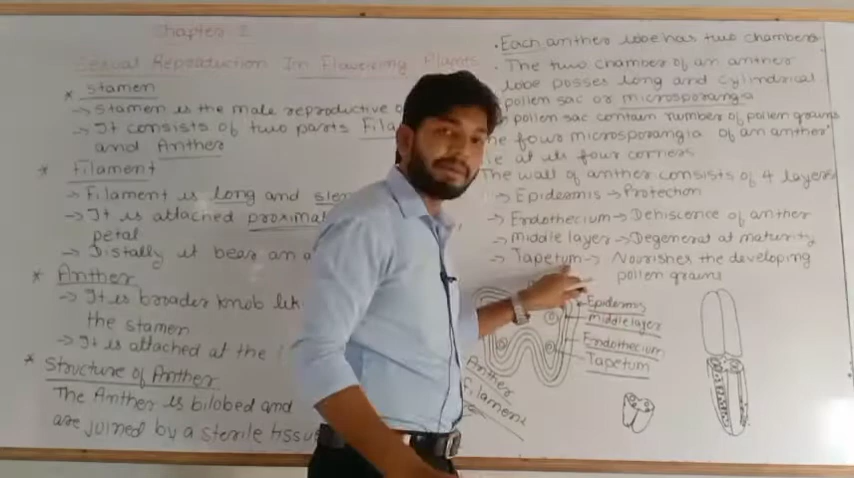 Chapter
Sexual Reproduction In Flowering Plants
* Stamen
→ Stamen is the male reproductive o
→ It consists of two parts Fila
and Anther
* Filament
→ Filament is long and slen
→ It is attached proximal
petal
→ Distally it bear an a
* Anther
→ It is broader knob lik
the stamen
→ It is attached at the
* Structure of Anther
The Anther is bilobed and
are joined by a sterile tissu
• Each anther lobe has two chambers
• The two chamber of an anther
lobe posses long and cylindrical
pollen sac or microsporangia
pollen sac contain number of pollen grains
he four microsporangia of an anther
ie at its four corners
The wall of anther consists of 4 layers
→ Epidermis → Protection
→ Endothecium → Dehiscence of anther
→ Middle layer → Degenerat at maturity
→ Tapetum → Nourishes the developing
pollen grains
Epidermis
Middle layer
Endothecium
Tapetum
Anther
Filament